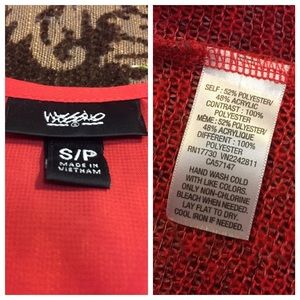 MOSSIMO
S/P
MADE IN
VIETNAM
SELF: 52% POLYESTER/
48% ACRYLIC
CONTRAST : 100%
POLYESTER
MÊME: 52% POLYESTER/
48% ACRYLIQUE
DIFFÉRENT : 100%
POLYESTER
RN17730 VN2242811
CA57147
HAND WASH COLD
WITH LIKE COLORS.
ONLY NON-CHLORINE
BLEACH WHEN NEEDED.
LAY FLAT TO DRY.
COOL IRON IF NEEDED.